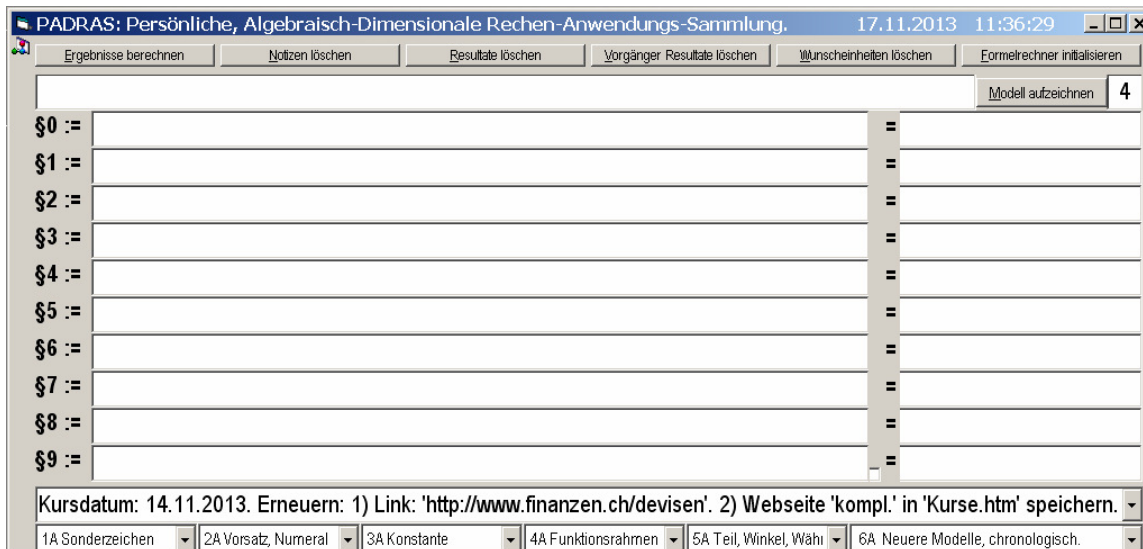 PADRAS: Persönliche, Algebraisch-Dimensionale Rechen-Anwendungs-Sammlung. 17.11.2013 11:36:29
Ergebnisse berechnen Notizen löschen Resultate löschen Vorgänger Resultate löschen Wunscheinheiten löschen Formelrechner initialisieren
Modell aufzeichnen 4
§0 := =
§1 := =
§2 := =
§3 := =
§4 := =
§5 := =
§6 := =
§7 := =
§8 := =
§9 := =
Kursdatum: 14.11.2013. Erneuern: 1) Link: 'http://www.finanzen.ch/devisen'. 2) Webseite 'kompl.' in 'Kurse.htm' speichern.
1A Sonderzeichen 2A Vorsatz, Numeral 3A Konstante 4A Funktionsrahmen 5A Teil, Winkel, Wäh 6A Neuere Modelle, chronologisch.